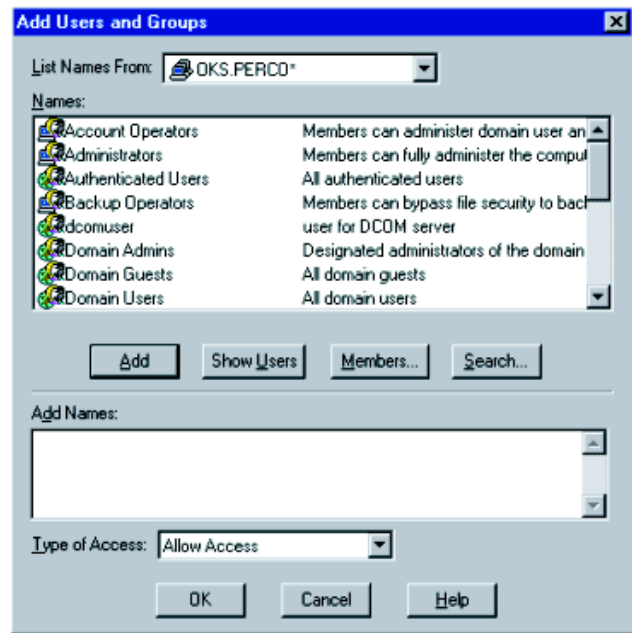 Add Users and Groups
List Names From: OKS.PERCO*
Names:
Account Operators Members can administer domain user an
Administrators Members can fully administer the comput
Authenticated Users All authenticated users
Backup Operators Members can bypass file security to bac
dcomuser user for DCOM server
Domain Admins Designated administrators of the domain
Domain Guests All domain guests
Domain Users All domain users
Add Show Users Members... Search...
Add Names:
Type of Access: Allow Access
OK Cancel Help